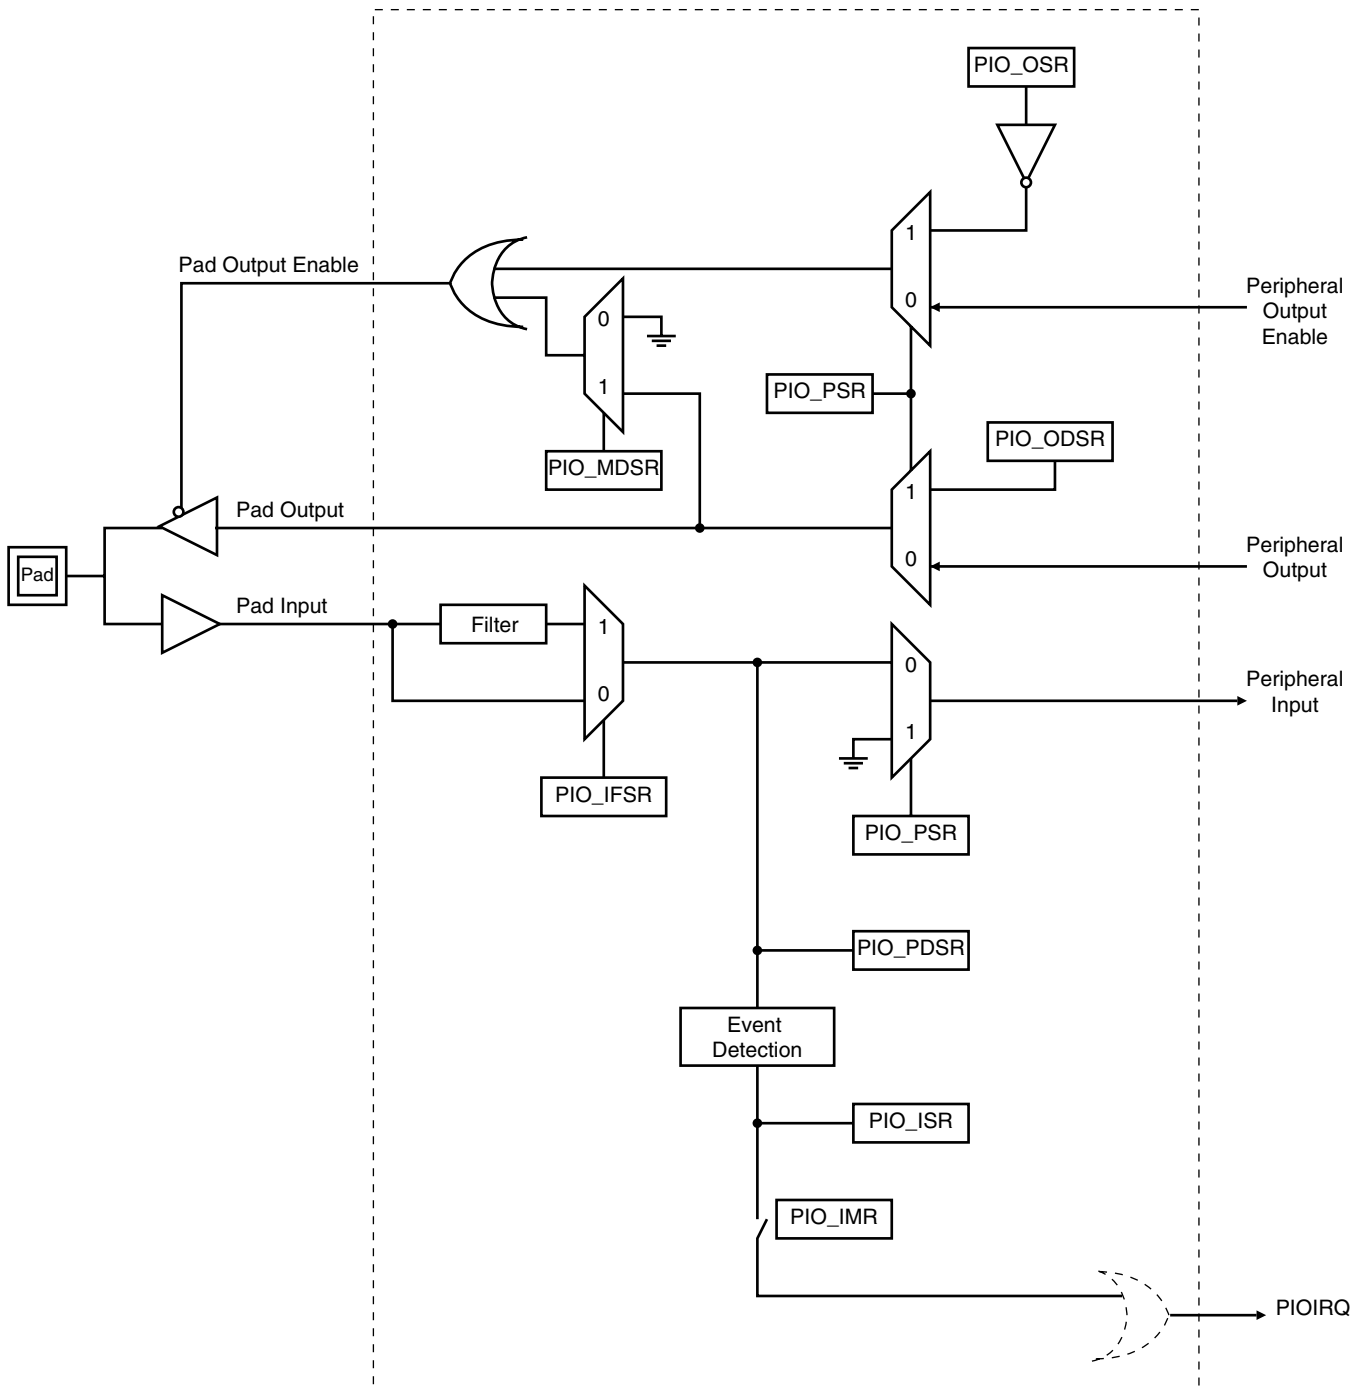 PIO_OSR
1
Pad Output Enable
0
Peripheral
Output
Enable
0
1
PIO_PSR
PIO_MDSR
PIO_ODSR
1
Pad Output
0
Peripheral
Output
Pad
Pad Input
Filter
1
0
0
1
Peripheral
Input
PIO_IFSR
PIO_PSR
PIO_PDSR
Event
Detection
PIO_ISR
PIO_IMR
PIOIRQ